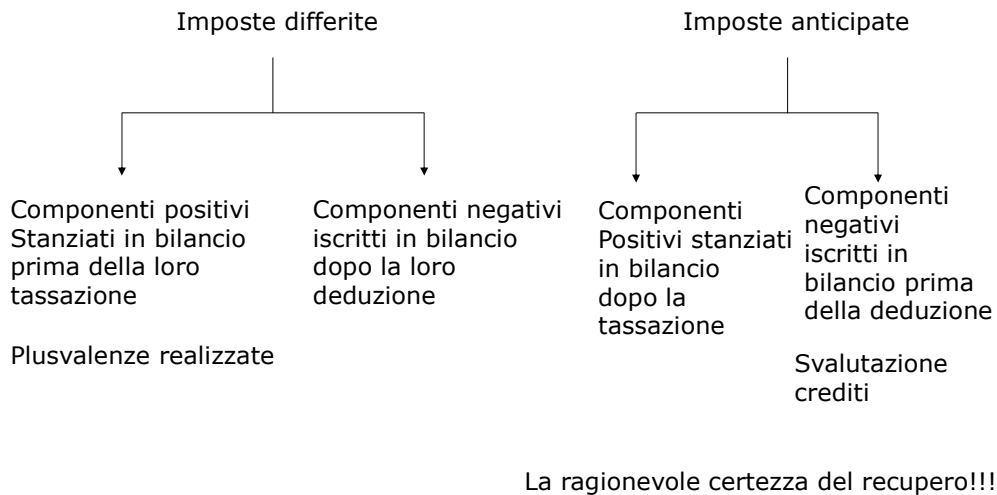 Imposte differite
Imposte anticipate
Componenti positivi
Stanziati in bilancio
prima della loro
tassazione
Plusvalenze realizzate
Componenti negativi
iscritti in bilancio
dopo la loro
deduzione
Componenti
Positivi stanziati
in bilancio
dopo la
tassazione
Componenti
negativi
iscritti in
bilancio prima
della deduzione
Svalutazione
crediti
La ragionevole certezza del recupero!!!